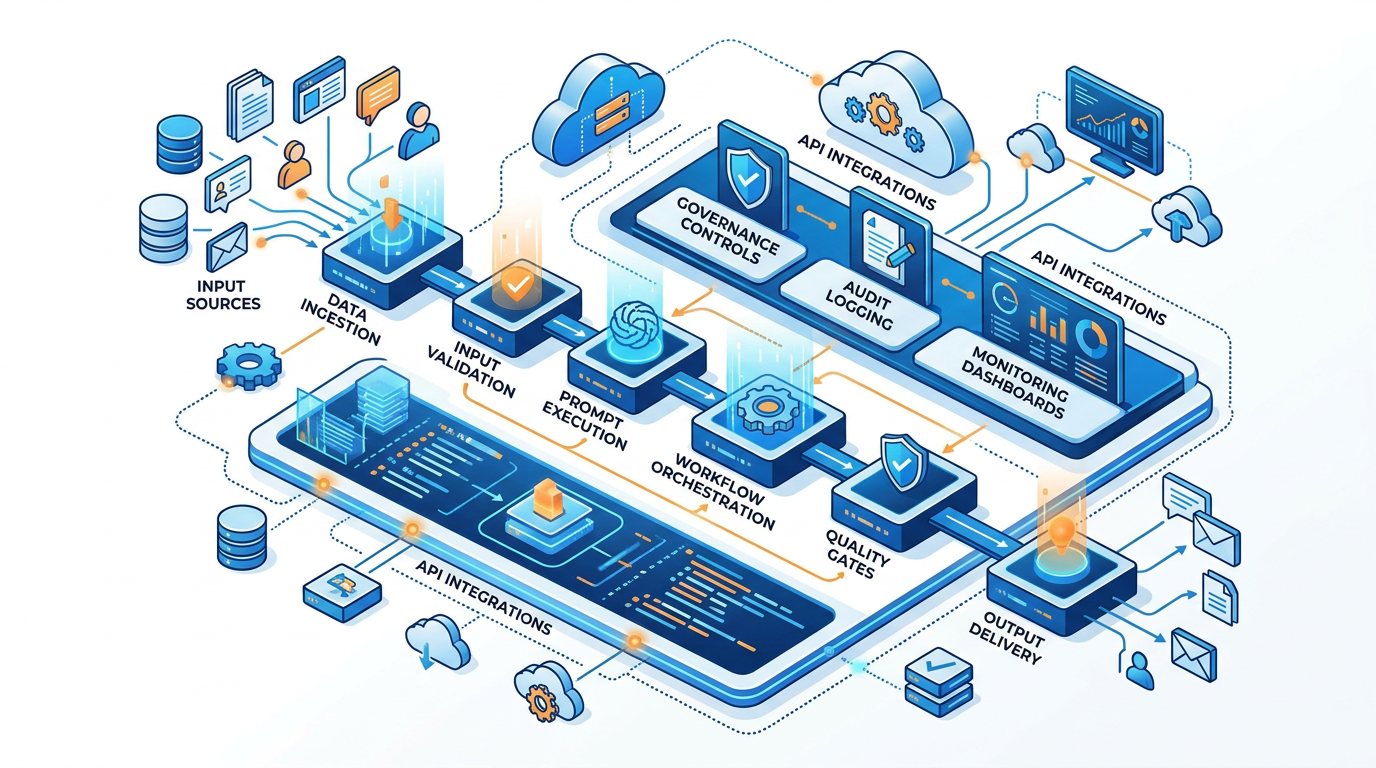 API INTEGRATIONS
GOVERNANCE
CONTROLS
AUDIT
LOGGING
MONITORING
DASHBOARDS
API INTEGRATIONS
INPUT
SOURCES
DATA
INGESTION
INPUT
VALIDATION
PROMPT
EXECUTION
WORKFLOW
ORCHESTRATION
QUALITY
GATES
OUTPUT
DELIVERY
API INTEGRATIONS